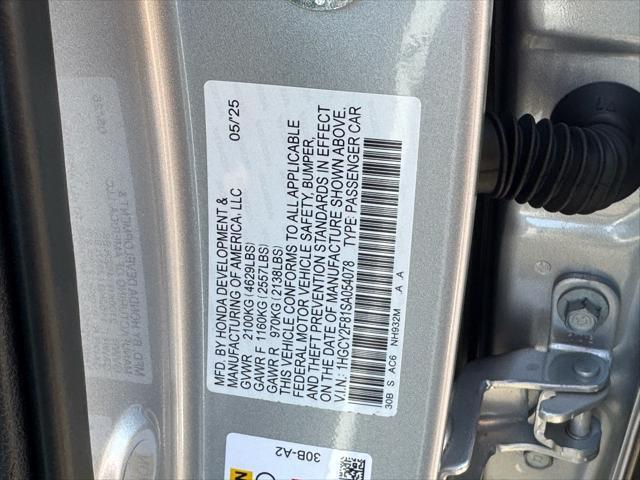 MFD. BY HONDA DEVELOPMENT & 05/25
MANUFACTURING OF AMERICA, LLC
GVWR 2100KG (4629LBS)
GAWR F 1160KG (2557LBS)
GAWR R 970KG (2138LBS)
THIS VEHICLE CONFORMS TO ALL APPLICABLE
FEDERAL MOTOR VEHICLE SAFETY, BUMPER,
AND THEFT PREVENTION STANDARDS IN EFFECT
ON THE DATE OF MANUFACTURE SHOWN ABOVE.
V.I.N.: 1HGCY2F81SA054078 TYPE: PASSENGER CAR
30B S AC6 NH932M A A
30B-A2